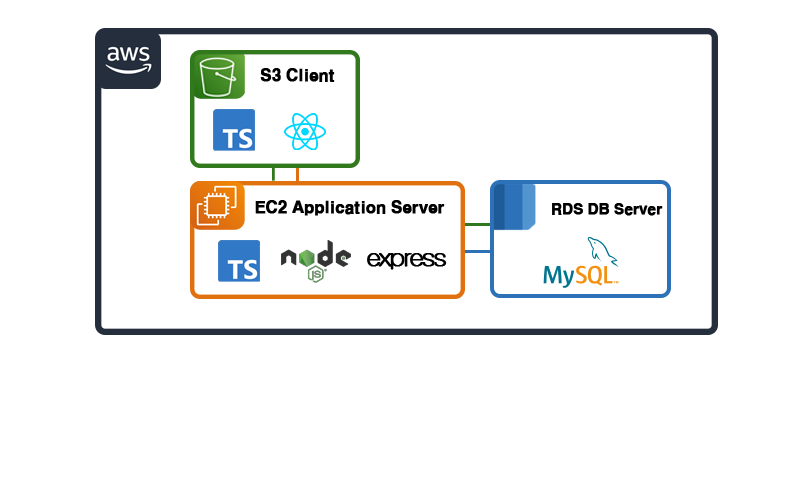 aws
S3 Client
TS
EC2 Application Server
TS
node
JS
express
RDS DB Server
MySQL